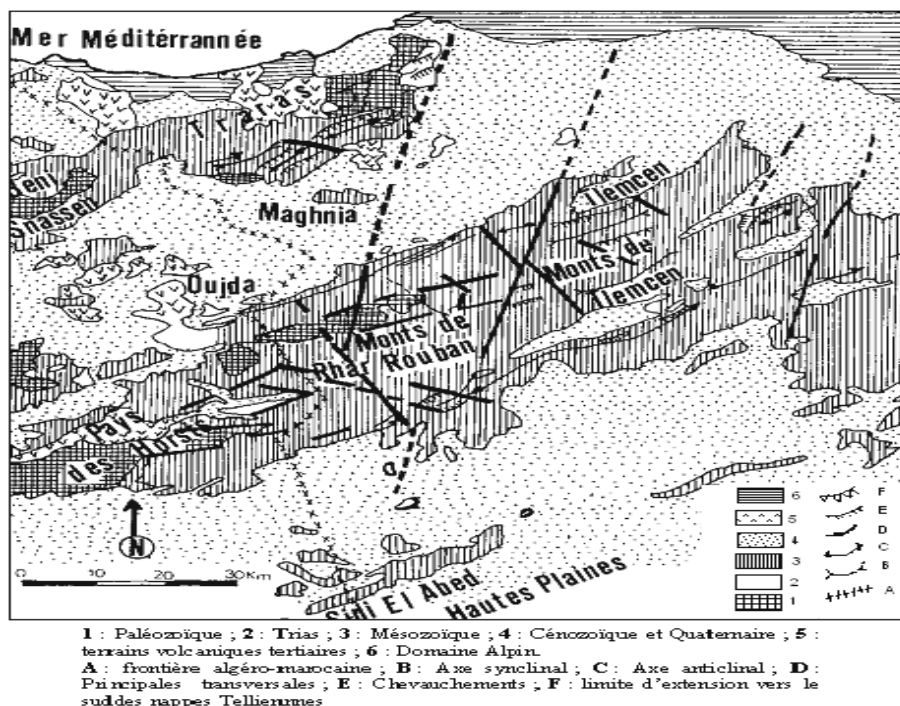 Mer Méditérrannée
Traras
Beni
Snassen
Maghnia
Oujda
Tlemcen
Monts de
Tlemcen
Monts de
Rhar Rouban
Pays
des Horsts
N
0 10 20 30Km
Sidi El Abed
Hautes Plaines
6 F
5 E
4 D
3 C
2 B
1 A
1 : Paléozoïque ; 2 : Trias ; 3 : Mésozoïque ; 4 : Cénozoïque et Quaternaire ; 5 :
terrains volcaniques tertiaires ; 6 : Domaine Alpin.
A : frontière algéro-marocaine ; B : Axe synclinal ; C : Axe anticlinal ; D :
Principales transversales ; E : Chevauchements ; F : limite d'extension vers le
suddes nappes Telliennes